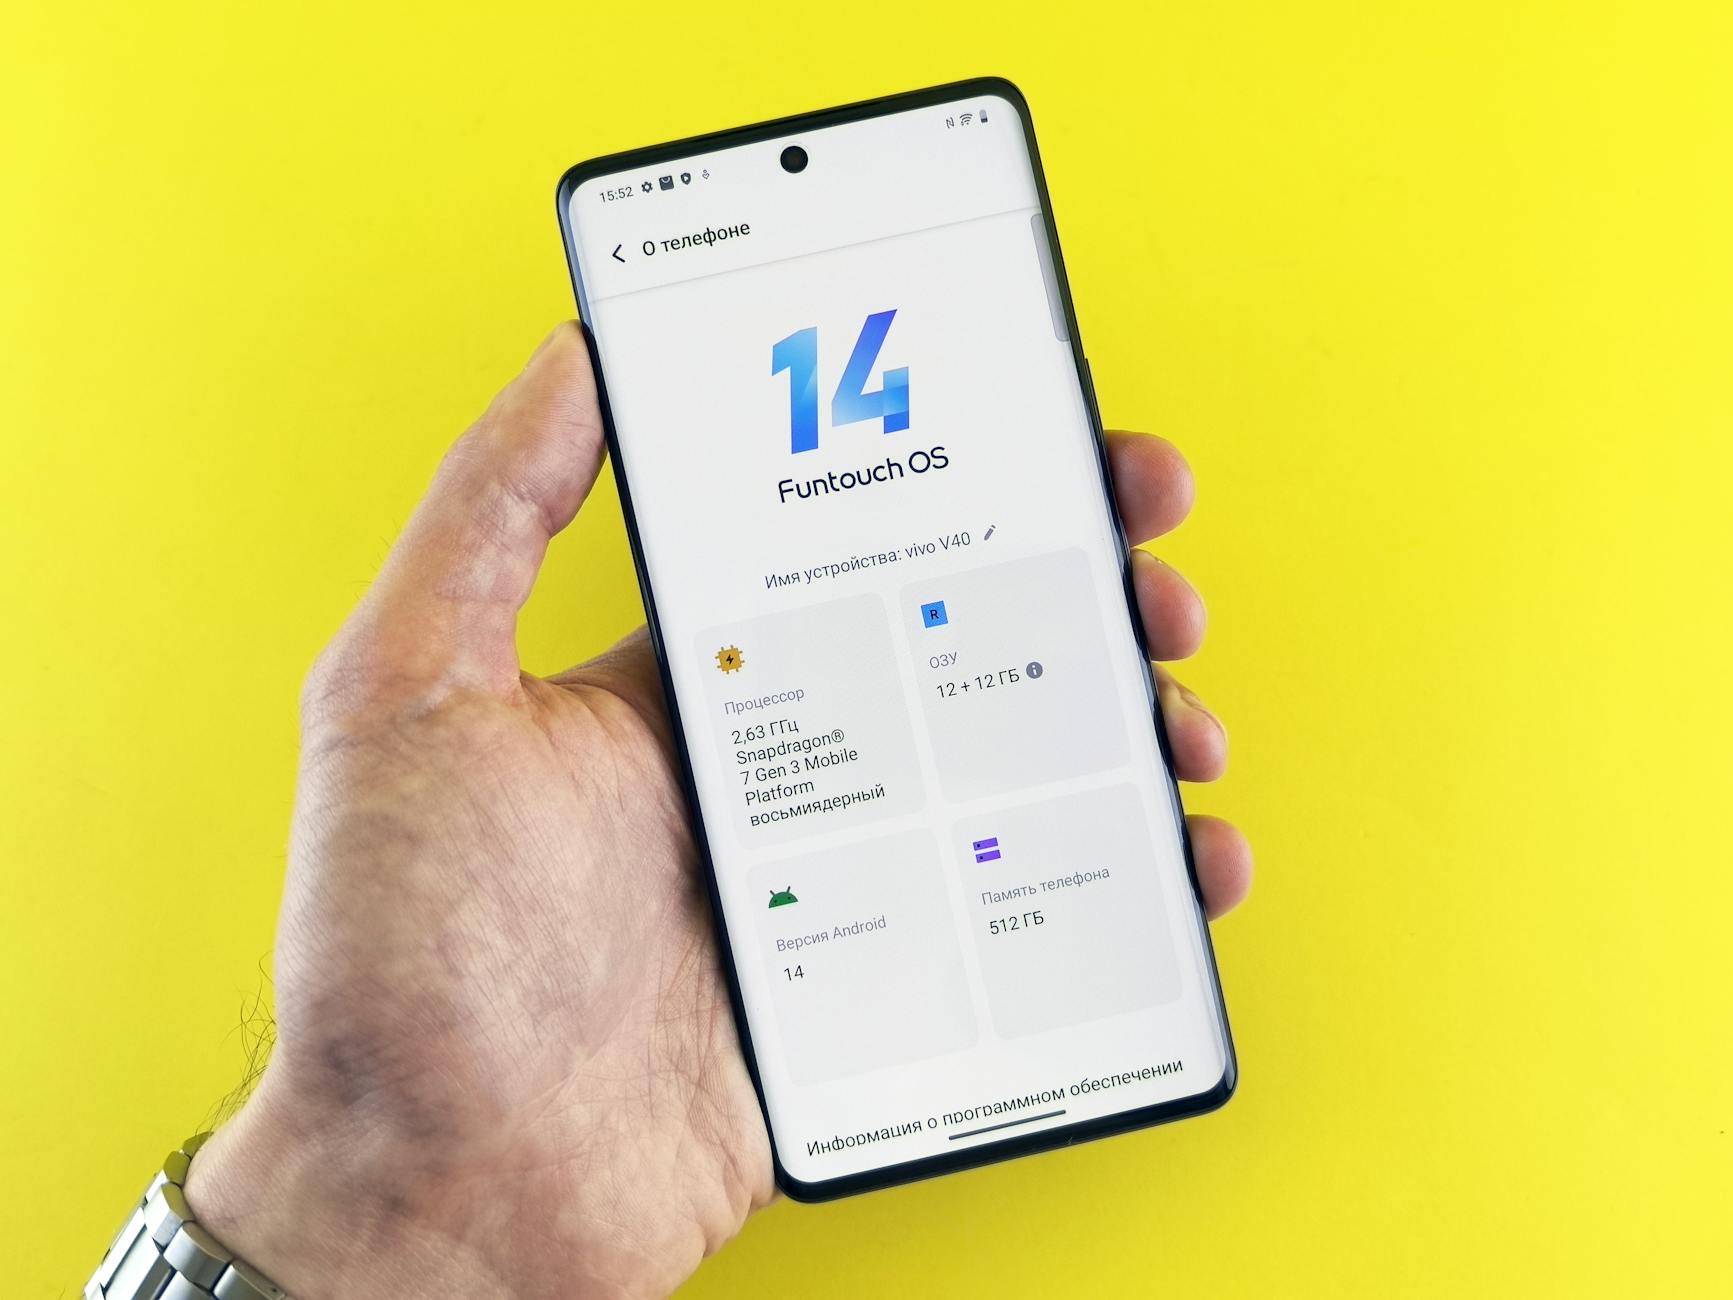 15:52
О телефоне
14
Funtouch OS
Имя устройства: vivo V40
Процессор
2,63 ГГц
Snapdragon®
7 Gen 3 Mobile
Platform
восьмиядерный
R
ОЗУ
12 + 12 ГБ
Версия Android
14
Память телефона
512 ГБ
Информация о программном обеспечении